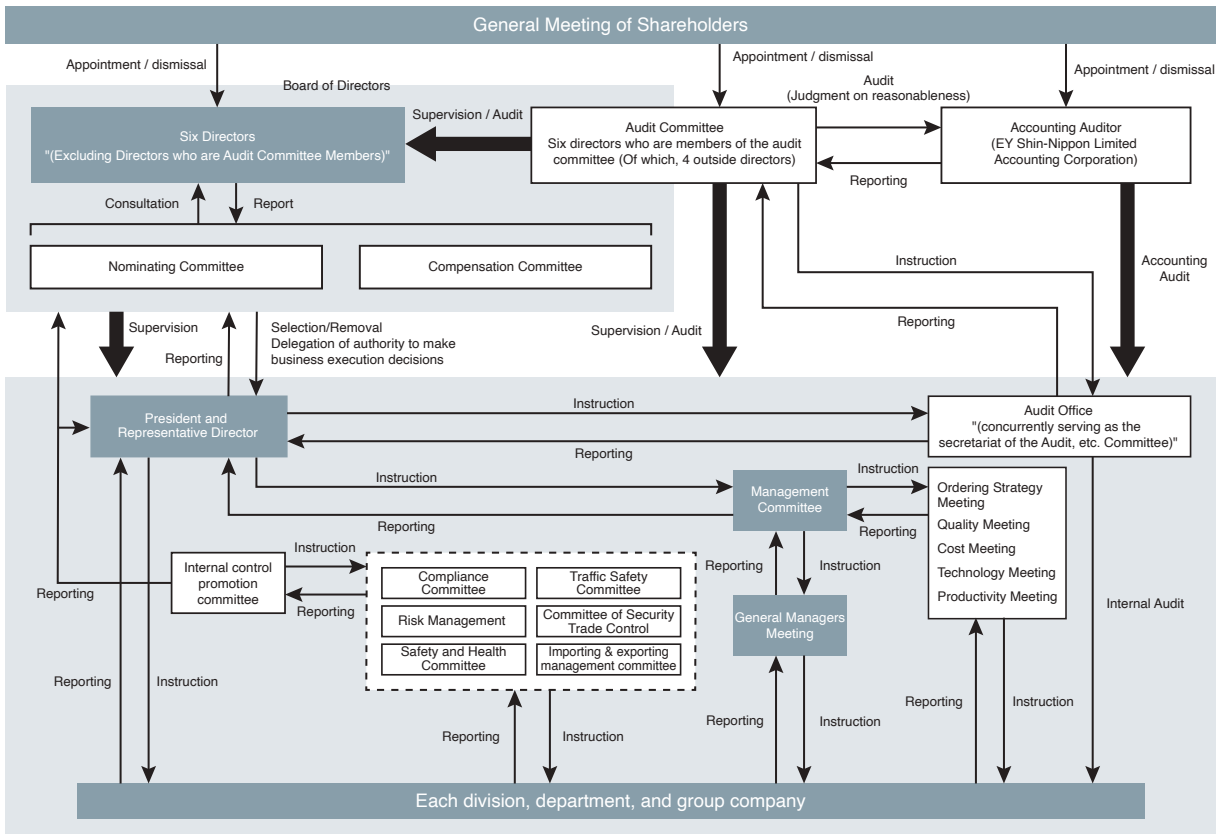 General Meeting of Shareholders
Appointment / dismissal
Appointment / dismissal
Appointment / dismissal
Board of Directors
Audit
(Judgment on reasonableness)
Six Directors
"(Excluding Directors who are Audit Committee Members)"
Supervision / Audit
Audit Committee
Six directors who are members of the audit
committee (Of which, 4 outside directors)
Accounting Auditor
(EY Shin-Nippon Limited
Accounting Corporation)
Reporting
Consultation
Report
Nominating Committee
Compensation Committee
Instruction
Accounting
Audit
Supervision
Reporting
Selection/Removal
Delegation of authority to make
business execution decisions
Supervision / Audit
Reporting
President and
Representative Director
Instruction
Audit Office
"(concurrently serving as the
secretariat of the Audit, etc. Committee)"
Reporting
Instruction
Management
Committee
Instruction
Reporting
Reporting
Ordering Strategy
Meeting
Quality Meeting
Cost Meeting
Technology Meeting
Productivity Meeting
Internal control
promotion
committee
Instruction
Reporting
Reporting
Compliance
Committee
Traffic Safety
Committee
Risk Management
Committee of Security
Trade Control
Safety and Health
Committee
Importing & exporting
management committee
Reporting
Instruction
General Managers
Meeting
Internal Audit
Reporting
Instruction
Reporting
Instruction
Reporting
Instruction
Reporting
Instruction
Each division, department, and group company